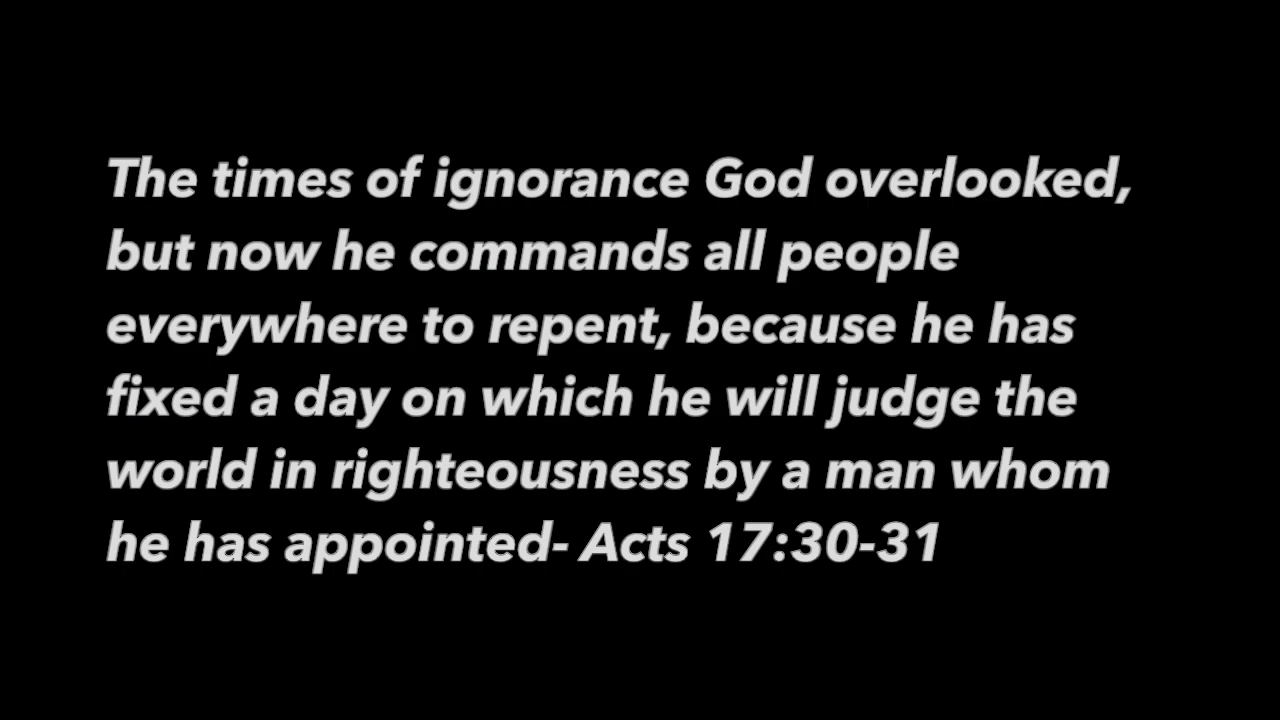 The times of ignorance God overlooked,
but now he commands all people
everywhere to repent, because he has
fixed a day on which he will judge the
world in righteousness by a man whom
he has appointed- Acts 17:30-31